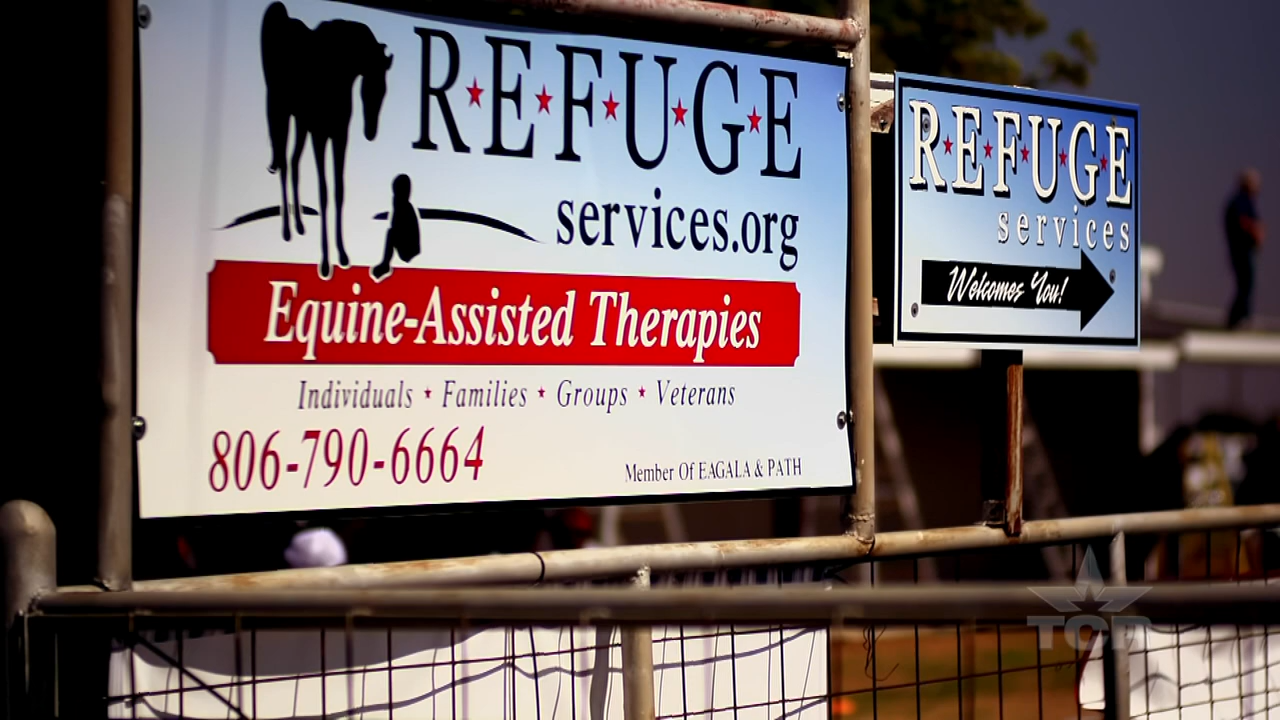 R★E★F★U★G★E
services.org
Equine-Assisted Therapies
Individuals ★ Families ★ Groups ★ Veterans
806-790-6664
Member Of EAGALA & PATH
R★E★F★U★G★E
services
Welcomes You!
TCR